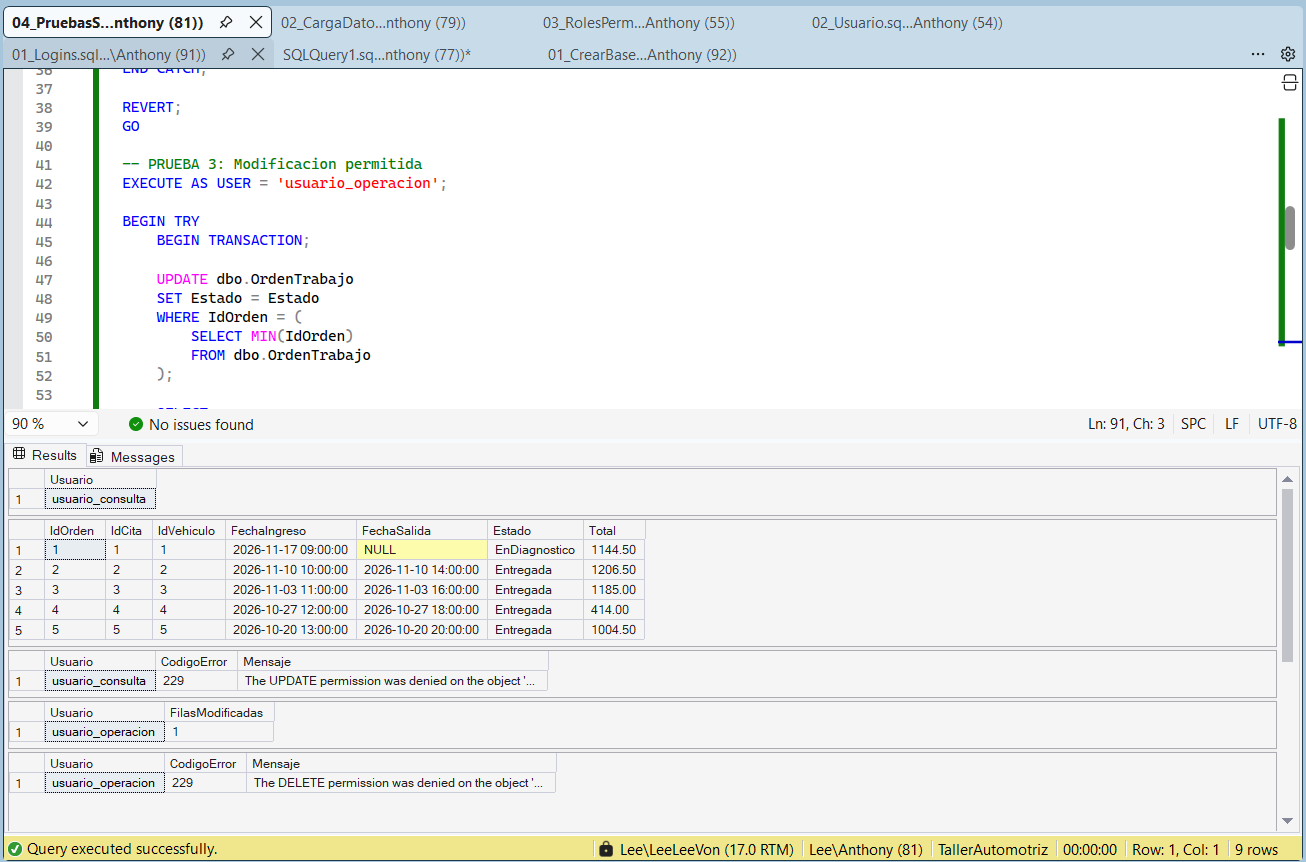 04_PruebasS...nthony (81))
02_CargaDato...nthony (79))
03_RolesPerm...Anthony (55))
02_Usuario.sq...Anthony (54))
01_Logins.sql...\Anthony (91))
SQLQuery1.sq...nthony (77))*
01_CrearBase...Anthony (92))
36 END CATCH;
37
38 REVERT;
39 GO
40
41 -- PRUEBA 3: Modificacion permitida
42 EXECUTE AS USER = 'usuario_operacion';
43
44 BEGIN TRY
45 BEGIN TRANSACTION;
46
47 UPDATE dbo.OrdenTrabajo
48 SET Estado = Estado
49 WHERE IdOrden = (
50 SELECT MIN(IdOrden)
51 FROM dbo.OrdenTrabajo
52 );
53
SELECT
90 % No issues found Ln: 91, Ch: 3 SPC LF UTF-8
Results Messages
Usuario
1 usuario_consulta
IdOrden IdCita IdVehiculo FechaIngreso FechaSalida Estado Total
1 1 1 1 2026-11-17 09:00:00 NULL EnDiagnostico 1144.50
2 2 2 2 2026-11-10 10:00:00 2026-11-10 14:00:00 Entregada 1206.50
3 3 3 3 2026-11-03 11:00:00 2026-11-03 16:00:00 Entregada 1185.00
4 4 4 4 2026-10-27 12:00:00 2026-10-27 18:00:00 Entregada 414.00
5 5 5 5 2026-10-20 13:00:00 2026-10-20 20:00:00 Entregada 1004.50
Usuario CodigoError Mensaje
1 usuario_consulta 229 The UPDATE permission was denied on the object '...
Usuario FilasModificadas
1 usuario_operacion 1
Usuario CodigoError Mensaje
1 usuario_operacion 229 The DELETE permission was denied on the object '...
Query executed successfully. Lee\LeeLeeVon (17.0 RTM) Lee\Anthony (81) TallerAutomotriz 00:00:00 Row: 1, Col: 1 9 rows